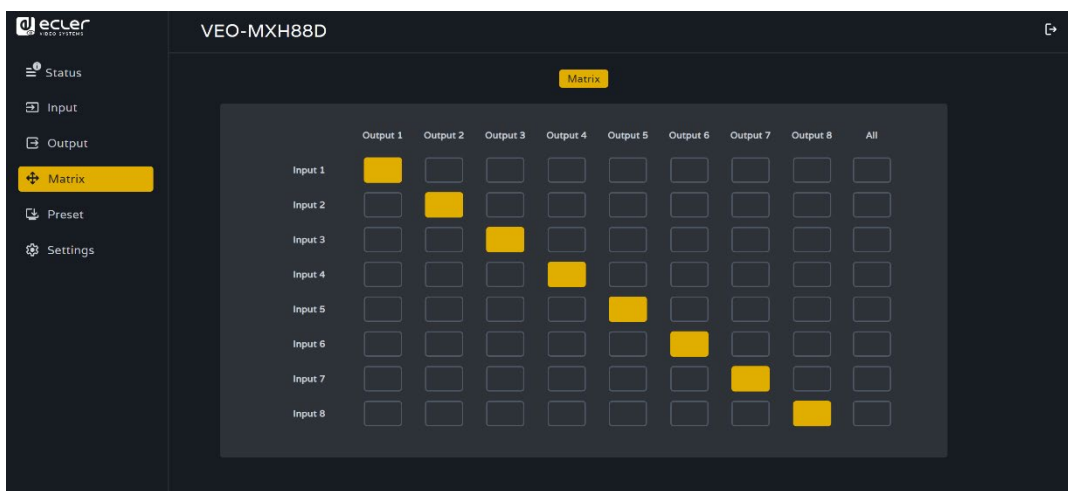 ecler
VIDEO SYSTEMS
VEO-MXH88D
Status
Input
Output
Matrix
Preset
Settings
Matrix
Output 1 Output 2 Output 3 Output 4 Output 5 Output 6 Output 7 Output 8 All
Input 1
Input 2
Input 3
Input 4
Input 5
Input 6
Input 7
Input 8